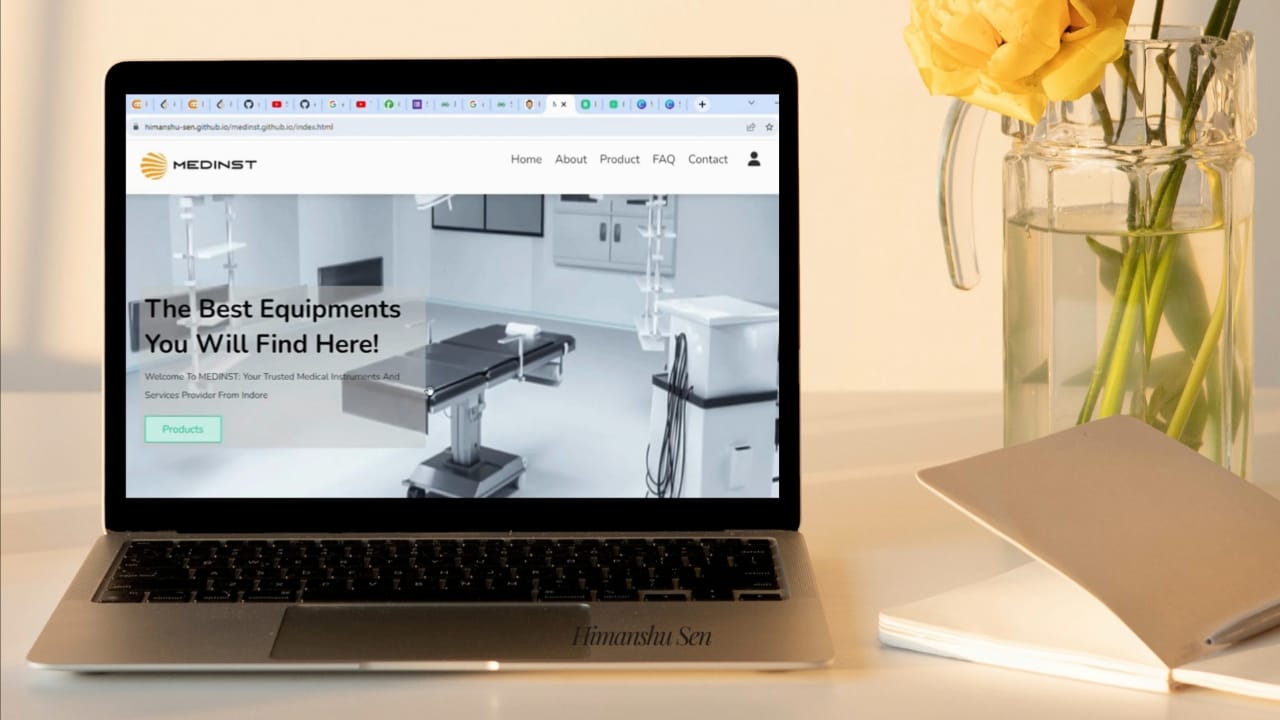 himanshu-sen.github.io/medinst.github.io/index.html
MEDINST
Home About Product FAQ Contact
The Best Equipments
You Will Find Here!
Welcome To MEDINST: Your Trusted Medical Instruments And
Services Provider From Indore
Products
Himanshu Sen